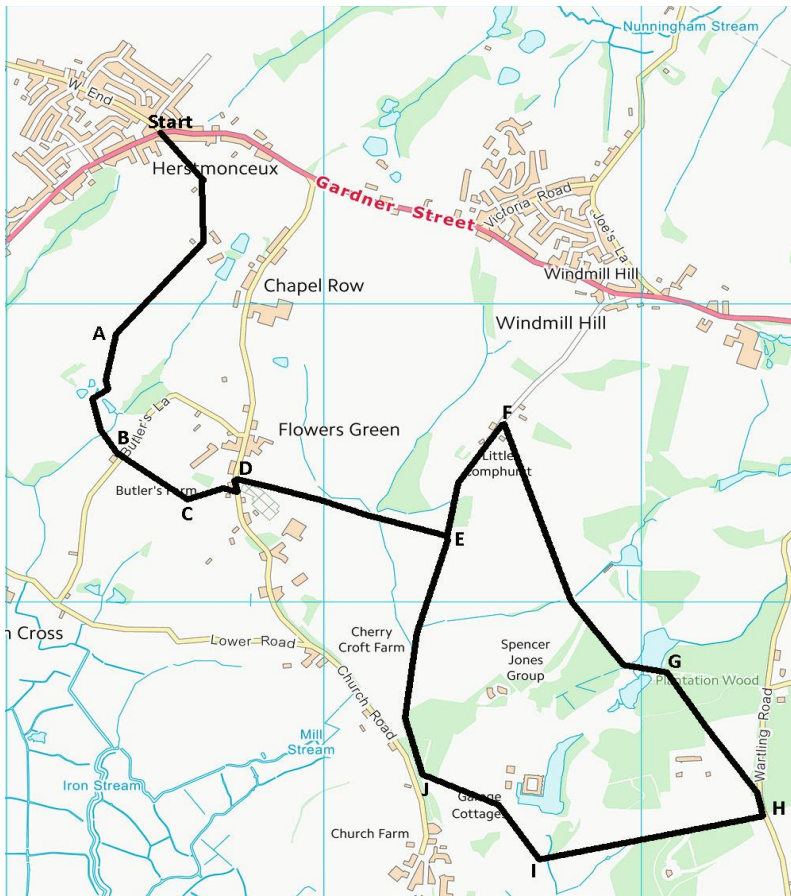 Nunningham Stream
W End
Start
Herstmonceux
Gardner Street
Victoria Road
Joe's La
Windmill Hill
Chapel Row
Windmill Hill
A
F
Butler's La
B
Flowers Green
Little
omphurst
D
Butler's Farm
C
E
n Cross
Lower Road
Cherry
Croft Farm
Spencer
Jones
Group
G
Plantation Wood
Church Road
Mill
Stream
Wartling Road
Iron Stream
J
Garage
Cottages
H
Church Farm
I